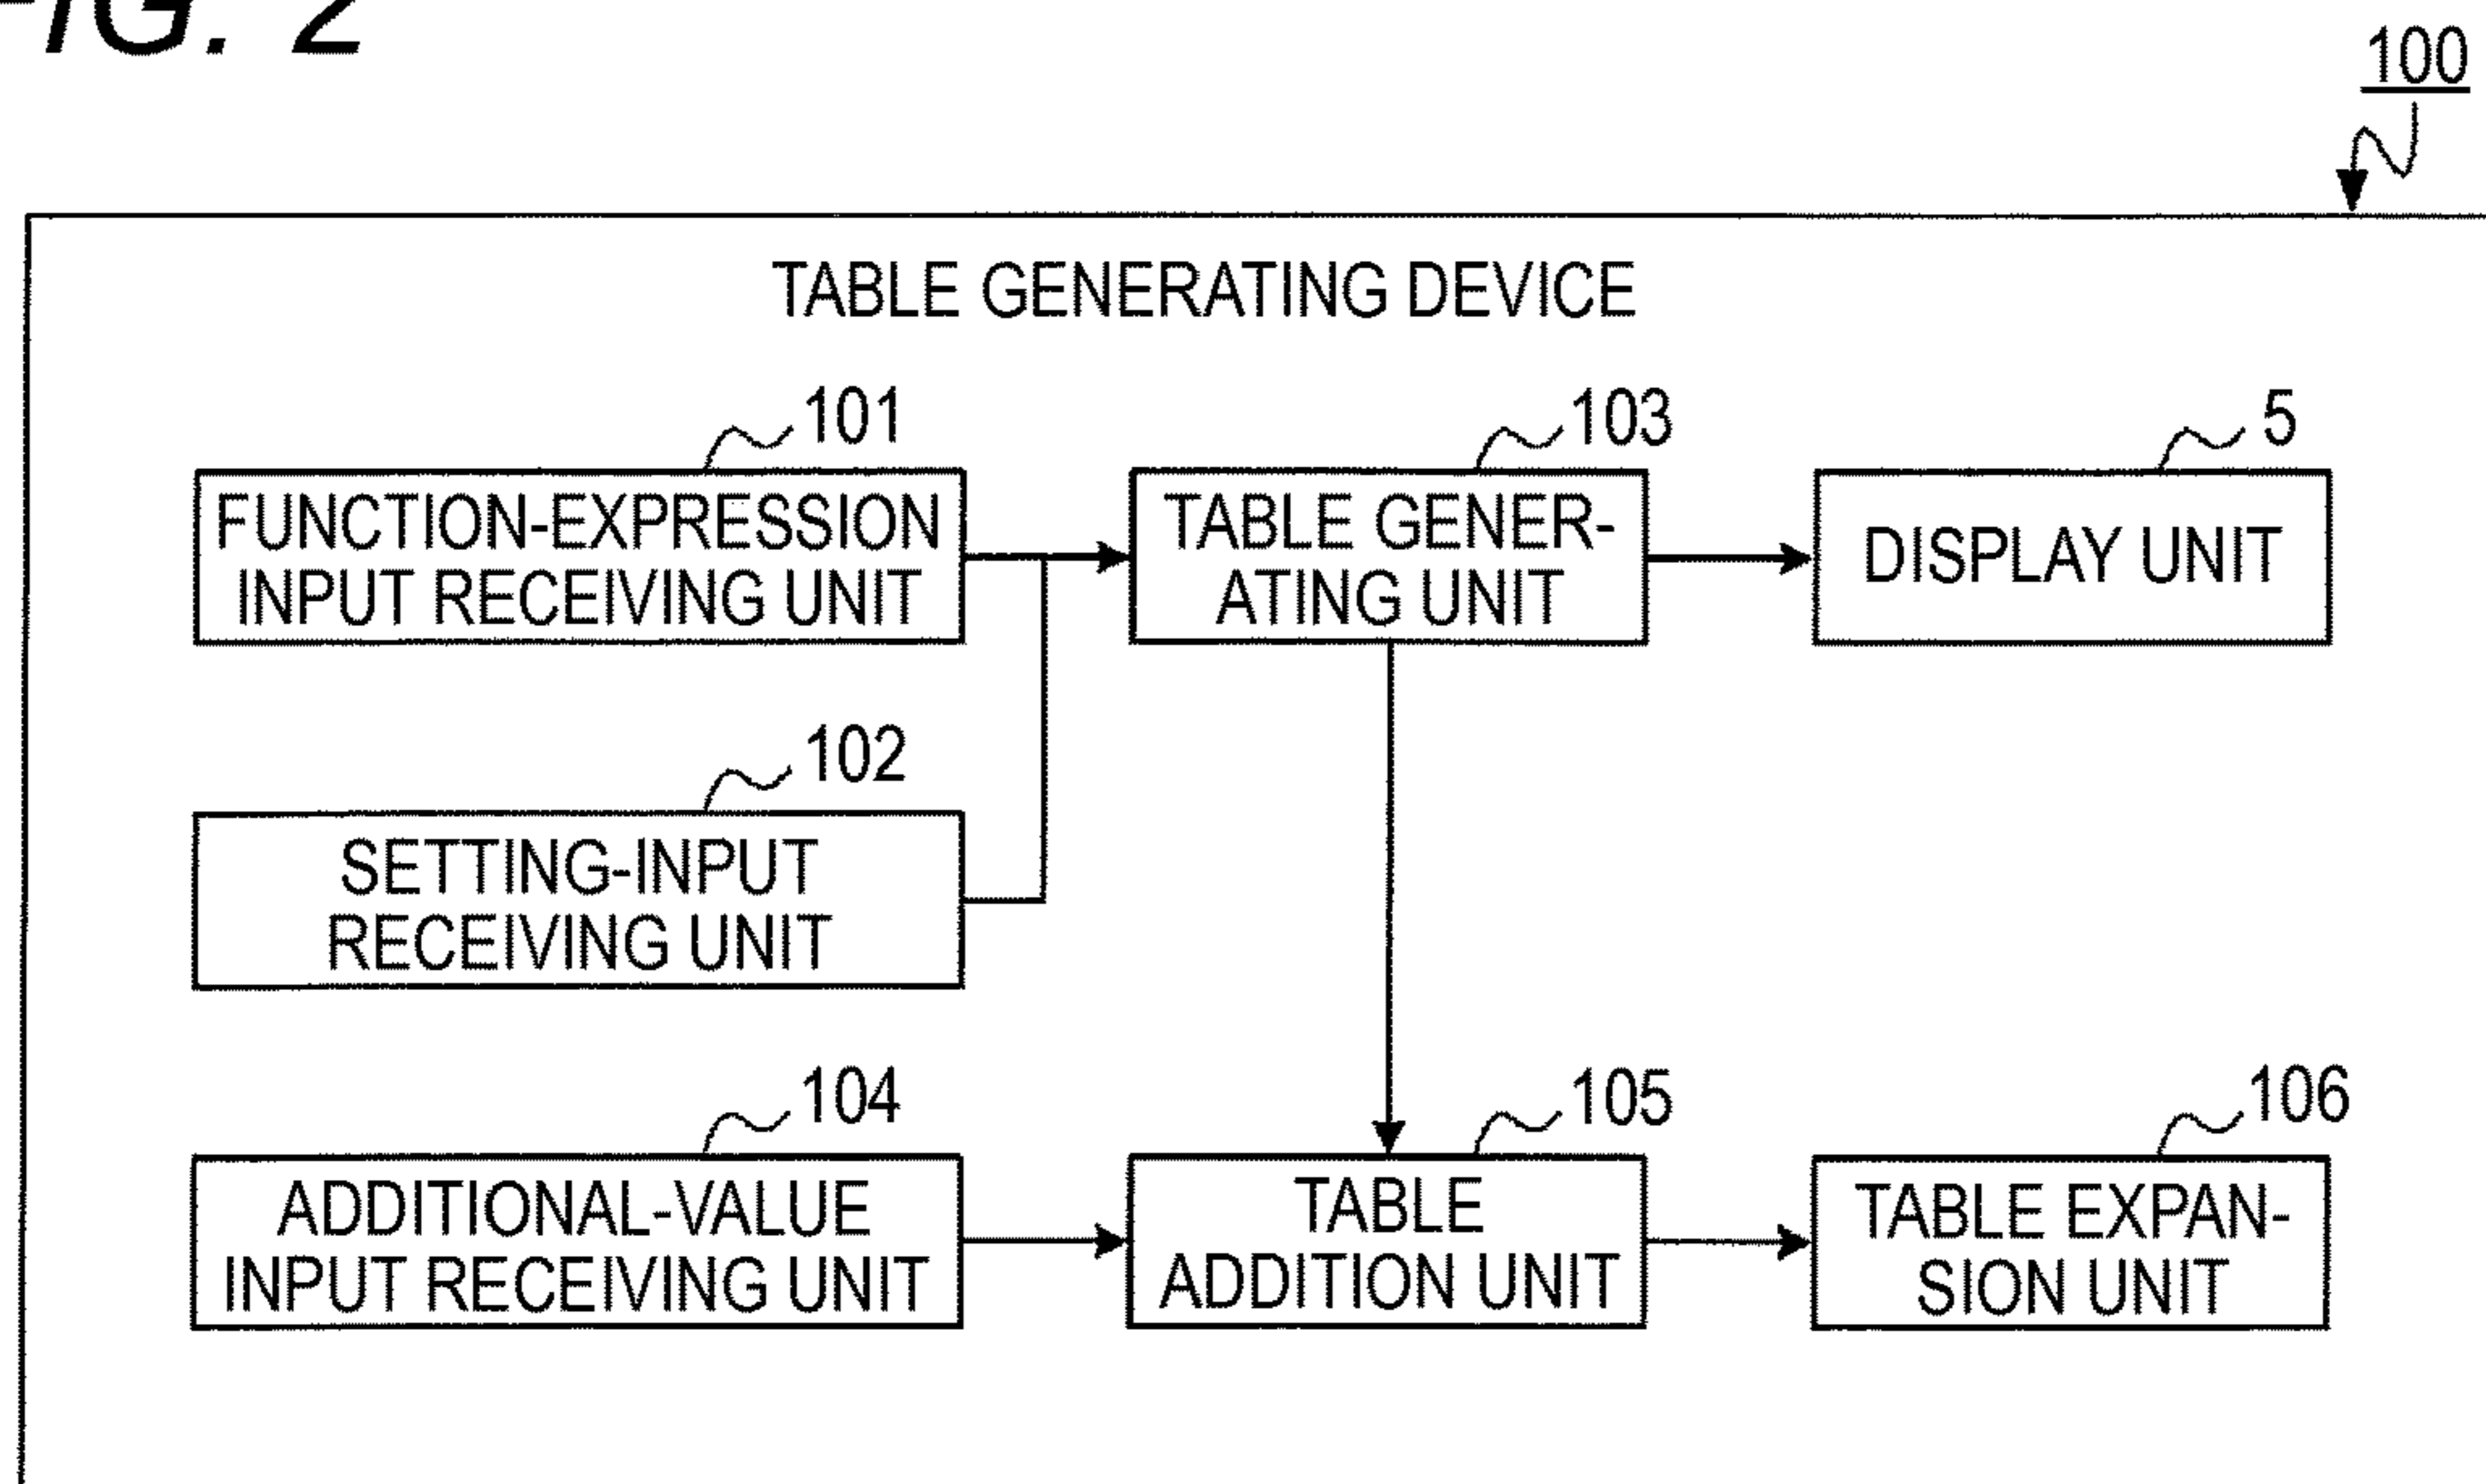 FIG. 2
100
TABLE GENERATING DEVICE
101
FUNCTION-EXPRESSION
INPUT RECEIVING UNIT
103
TABLE GENER-
ATING UNIT
5
DISPLAY UNIT
102
SETTING-INPUT
RECEIVING UNIT
104
ADDITIONAL-VALUE
INPUT RECEIVING UNIT
105
TABLE
ADDITION UNIT
106
TABLE EXPAN-
SION UNIT